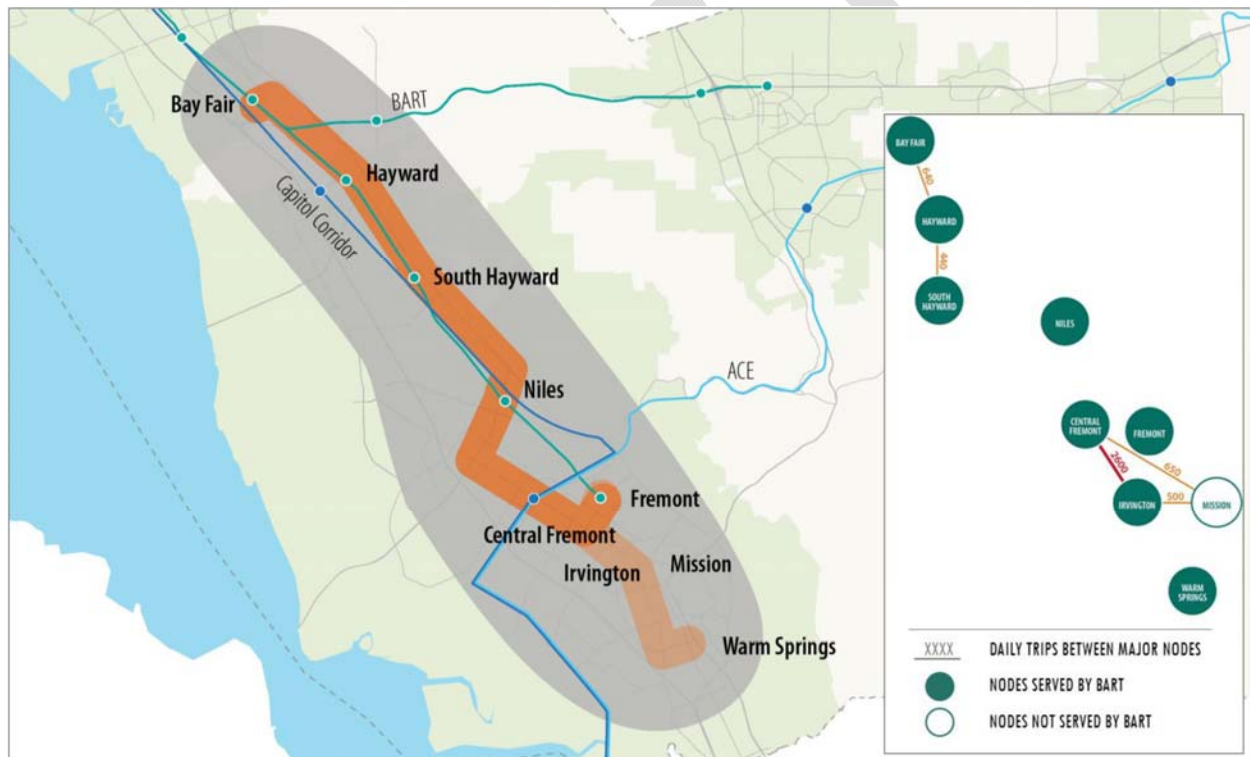 Bay Fair
BART
Hayward
Capitol Corridor
South Hayward
Niles
ACE
Fremont
Central Fremont
Irvington
Mission
Warm Springs
BAY FAIR
640
HAYWARD
440
SOUTH
HAYWARD
NILES
CENTRAL
FREMONT
FREMONT
2600
650
IRVINGTON
500
MISSION
WARM
SPRINGS
XXXX DAILY TRIPS BETWEEN MAJOR NODES
NODES SERVED BY BART
NODES NOT SERVED BY BART